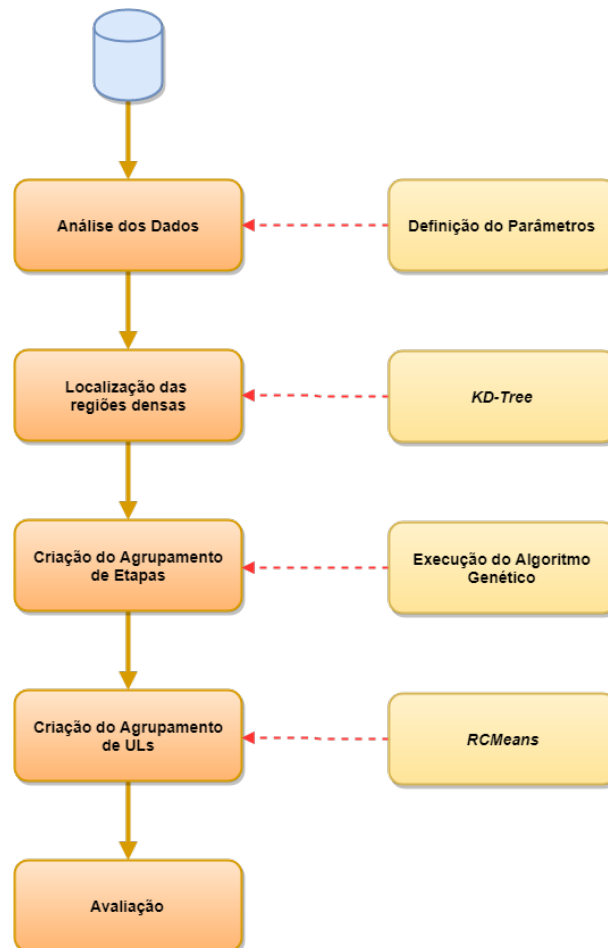 Análise dos Dados
Definição do Parâmetros
Localização das
regiões densas
KD-Tree
Criação do Agrupamento
de Etapas
Execução do Algoritmo
Genético
Criação do Agrupamento
de ULs
RCMeans
Avaliação